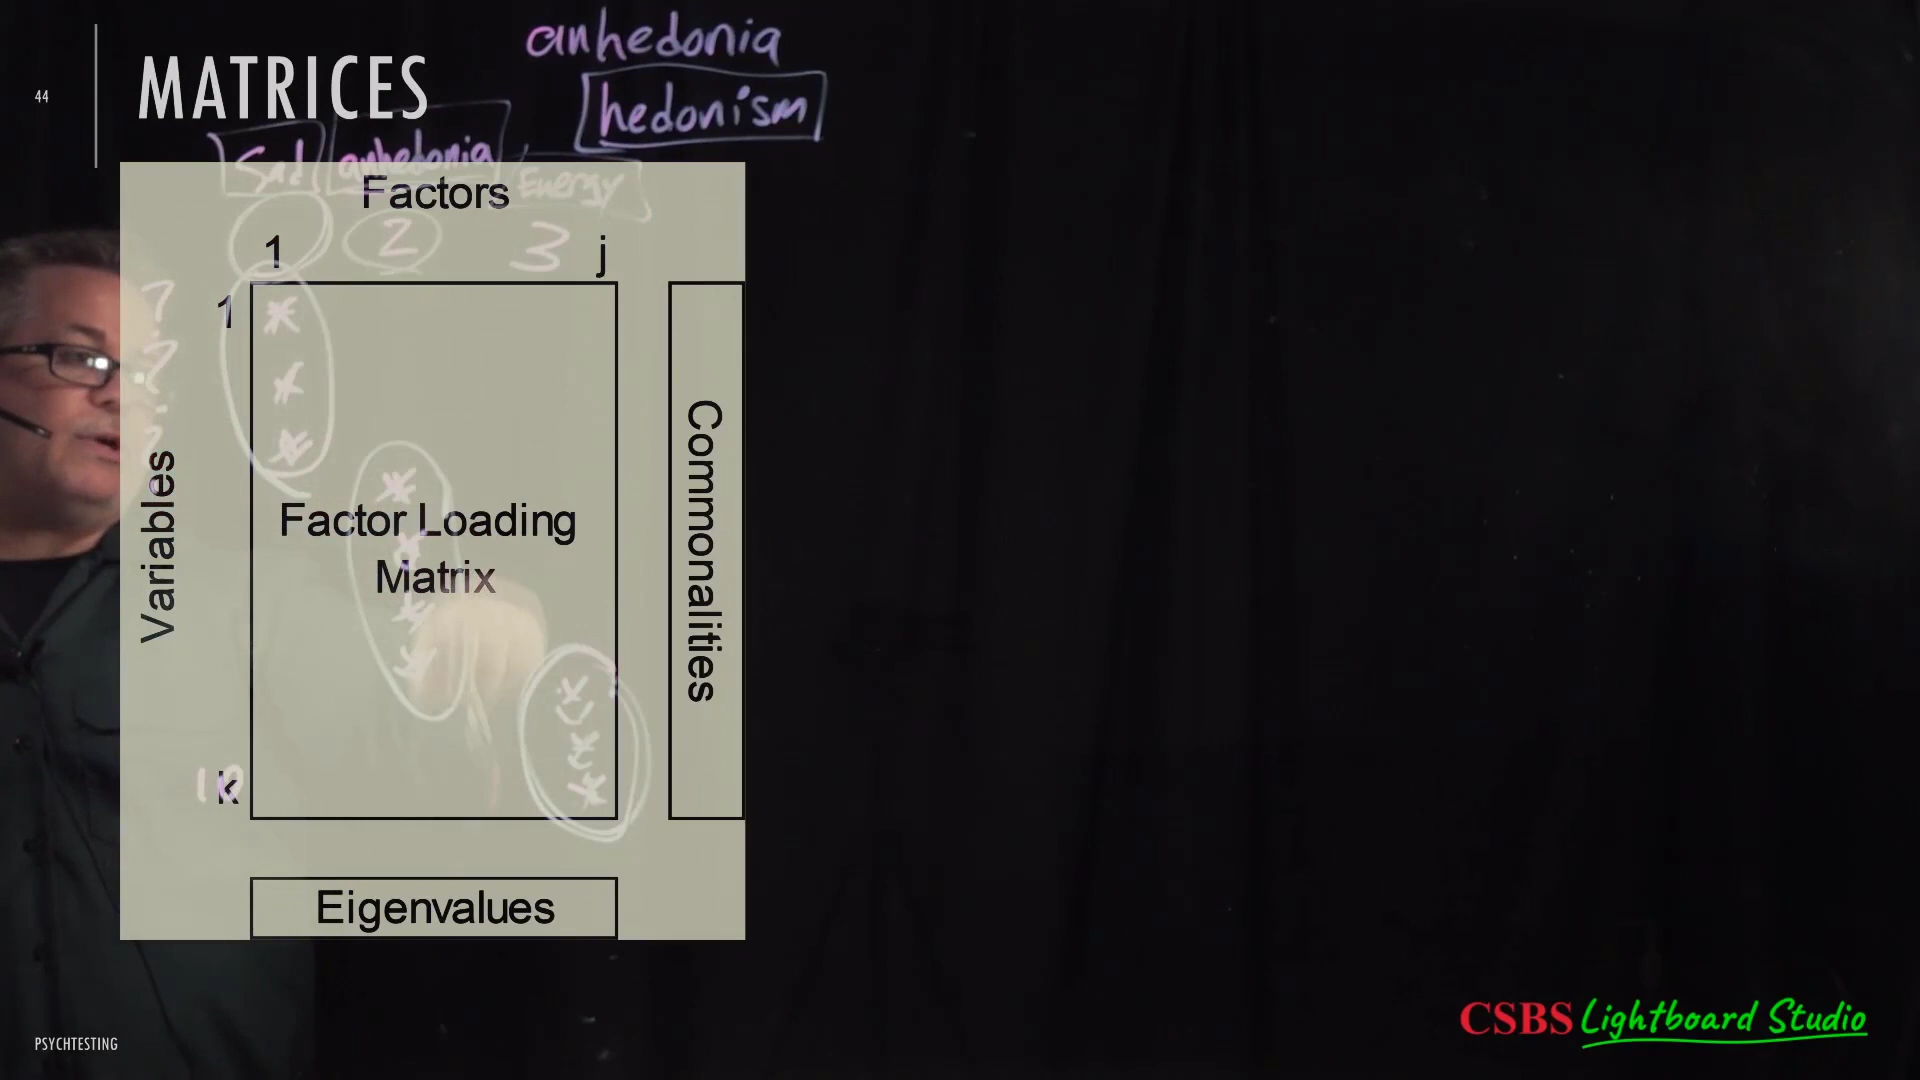 44
MATRICES
anhedonia
hedonism
Sad anhedonia Energy
Factors
1 2 3 j
?
1
?
?
Variables
Factor Loading
Matrix
Commonalities
10
k
Eigenvalues
PSYCHTESTING
CSBS Lightboard Studio